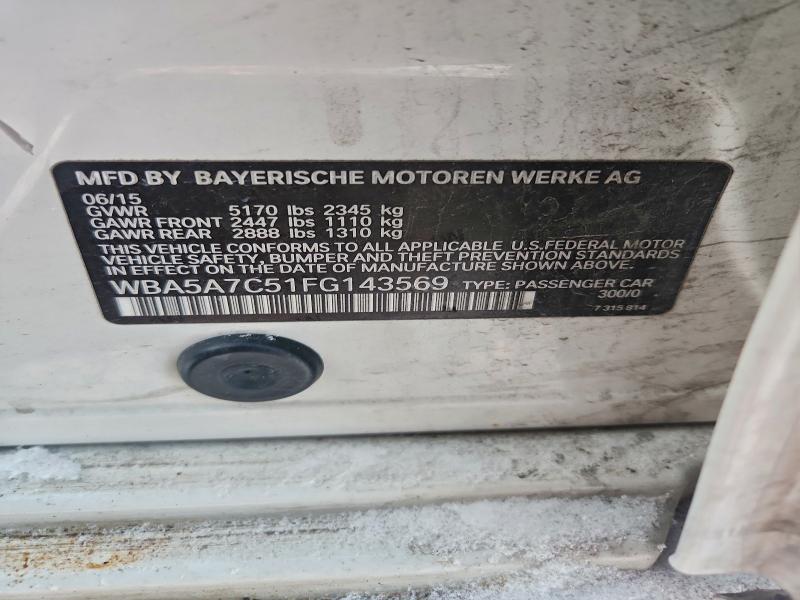 MFD BY BAYERISCHE MOTOREN WERKE AG
06/15
GVWR 5170 lbs 2345 kg
GAWR FRONT 2447 lbs 1110 kg
GAWR REAR 2888 lbs 1310 kg
THIS VEHICLE CONFORMS TO ALL APPLICABLE U.S.FEDERAL MOTOR
VEHICLE SAFETY, BUMPER AND THEFT PREVENTION STANDARDS
IN EFFECT ON THE DATE OF MANUFACTURE SHOWN ABOVE.
WBA5A7C51FG143569 TYPE: PASSENGER CAR
300/0
7 315 814